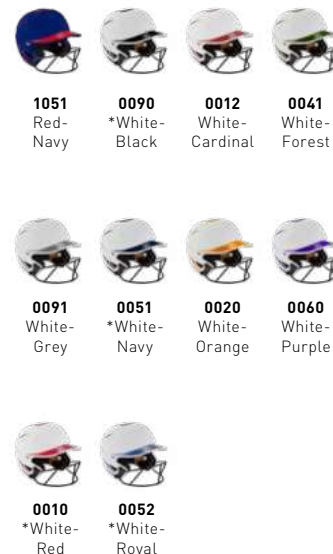 1051
Red-
Navy
0090
*White-
Black
0012
White-
Cardinal
0041
White-
Forest
0091
White-
Grey
0051
*White-
Navy
0020
White-
Orange
0060
White-
Purple
0010
*White-
Red
0052
*White-
Royal